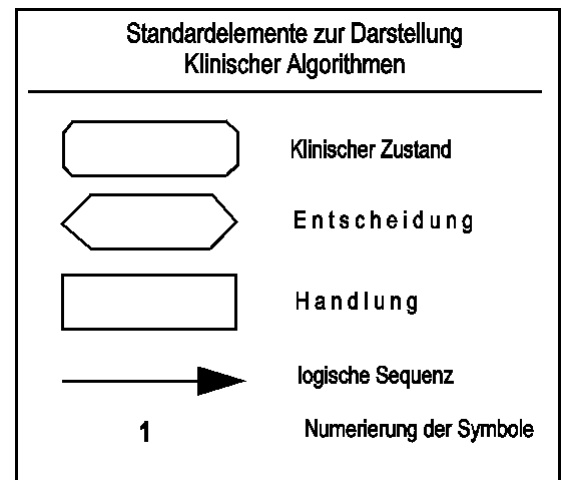 Standardelemente zur Darstellung
Klinischer Algorithmen
Klinischer Zustand
Entscheidung
Handlung
logische Sequenz
1 Numerierung der Symbole